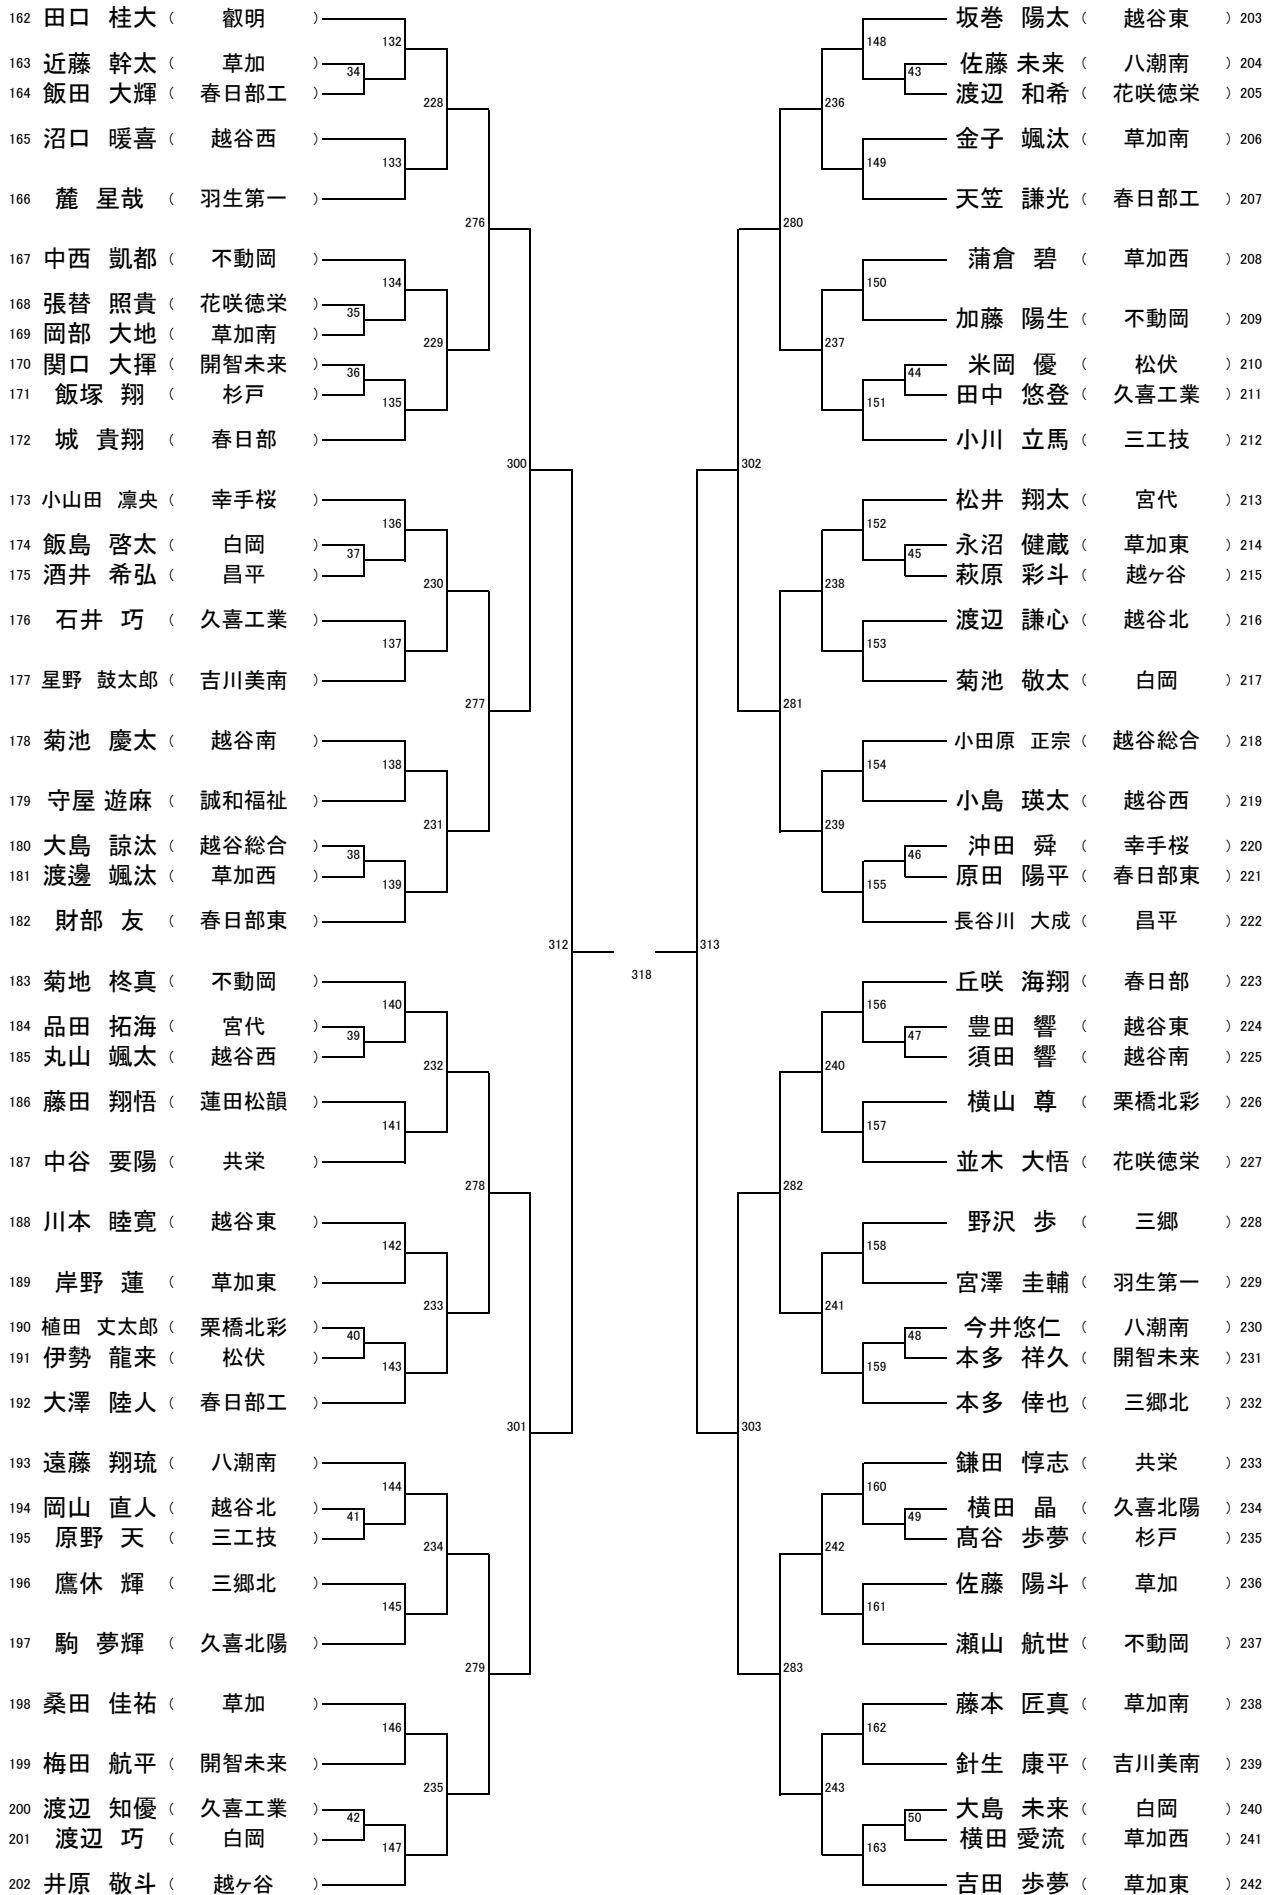 162 田口 桂大 （ 叡明 ）
163 近藤 幹太 （ 草加 ）
164 飯田 大輝 （ 春日部工 ）
165 沼口 暖喜 （ 越谷西 ）
166 麓 星哉 （ 羽生第一 ）
167 中西 凱都 （ 不動岡 ）
168 張替 照貴 （ 花咲徳栄 ）
169 岡部 大地 （ 草加南 ）
170 関口 大揮 （ 開智未来 ）
171 飯塚 翔 （ 杉戸 ）
172 城 貴翔 （ 春日部 ）
173 小山田 凛央 （ 幸手桜 ）
174 飯島 啓太 （ 白岡 ）
175 酒井 希弘 （ 昌平 ）
176 石井 巧 （ 久喜工業 ）
177 星野 鼓太郎 （ 吉川美南 ）
178 菊池 慶太 （ 越谷南 ）
179 守屋 遊麻 （ 誠和福祉 ）
180 大島 諒汰 （ 越谷総合 ）
181 渡邊 颯汰 （ 草加西 ）
182 財部 友 （ 春日部東 ）
183 菊地 柊真 （ 不動岡 ）
184 品田 拓海 （ 宮代 ）
185 丸山 颯太 （ 越谷西 ）
186 藤田 翔悟 （ 蓮田松韻 ）
187 中谷 要陽 （ 共栄 ）
188 川本 睦寛 （ 越谷東 ）
189 岸野 蓮 （ 草加東 ）
190 植田 丈太郎 （ 栗橋北彩 ）
191 伊勢 龍来 （ 松伏 ）
192 大澤 陸人 （ 春日部工 ）
193 遠藤 翔琉 （ 八潮南 ）
194 岡山 直人 （ 越谷北 ）
195 原野 天 （ 三工技 ）
196 鷹休 輝 （ 三郷北 ）
197 駒 夢輝 （ 久喜北陽 ）
198 桑田 佳祐 （ 草加 ）
199 梅田 航平 （ 開智未来 ）
200 渡辺 知優 （ 久喜工業 ）
201 渡辺 巧 （ 白岡 ）
202 井原 敬斗 （ 越ヶ谷 ）
34
35
36
37
38
39
40
41
42
132
133
134
135
136
137
138
139
140
141
142
143
144
145
146
147
228
229
230
231
232
233
234
235
276
277
278
279
300
301
312
318
313
302
303
280
281
282
283
236
237
238
239
240
241
242
243
148
149
150
151
152
153
154
155
156
157
158
159
160
161
162
163
43
44
45
46
47
48
49
50
坂巻 陽太 （ 越谷東 ） 203
佐藤 未来 （ 八潮南 ） 204
渡辺 和希 （ 花咲徳栄 ） 205
金子 颯汰 （ 草加南 ） 206
天笠 謙光 （ 春日部工 ） 207
蒲倉 碧 （ 草加西 ） 208
加藤 陽生 （ 不動岡 ） 209
米岡 優 （ 松伏 ） 210
田中 悠登 （ 久喜工業 ） 211
小川 立馬 （ 三工技 ） 212
松井 翔太 （ 宮代 ） 213
永沼 健蔵 （ 草加東 ） 214
萩原 彩斗 （ 越ヶ谷 ） 215
渡辺 謙心 （ 越谷北 ） 216
菊池 敬太 （ 白岡 ） 217
小田原 正宗 （ 越谷総合 ） 218
小島 瑛太 （ 越谷西 ） 219
沖田 舜 （ 幸手桜 ） 220
原田 陽平 （ 春日部東 ） 221
長谷川 大成 （ 昌平 ） 222
丘咲 海翔 （ 春日部 ） 223
豊田 響 （ 越谷東 ） 224
須田 響 （ 越谷南 ） 225
横山 尊 （ 栗橋北彩 ） 226
並木 大悟 （ 花咲徳栄 ） 227
野沢 歩 （ 三郷 ） 228
宮澤 圭輔 （ 羽生第一 ） 229
今井悠仁 （ 八潮南 ） 230
本多 祥久 （ 開智未来 ） 231
本多 倖也 （ 三郷北 ） 232
鎌田 惇志 （ 共栄 ） 233
横田 晶 （ 久喜北陽 ） 234
髙谷 歩夢 （ 杉戸 ） 235
佐藤 陽斗 （ 草加 ） 236
瀬山 航世 （ 不動岡 ） 237
藤本 匠真 （ 草加南 ） 238
針生 康平 （ 吉川美南 ） 239
大島 未来 （ 白岡 ） 240
横田 愛流 （ 草加西 ） 241
吉田 歩夢 （ 草加東 ） 242